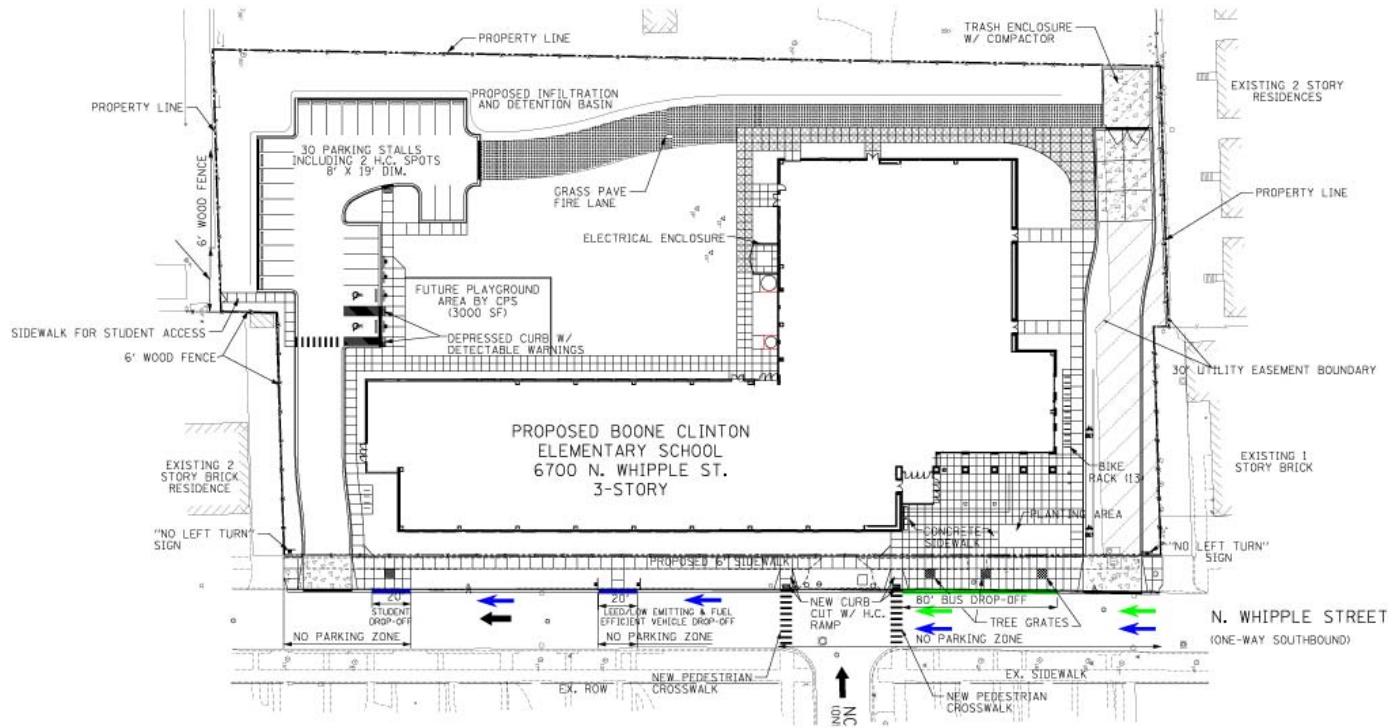 PROPERTY LINE
TRASH ENCLOSURE
W/ COMPACTOR
EXISTING 2 STORY
RESIDENCES
PROPERTY LINE
PROPOSED INFILTRATION
AND DETENTION BASIN
30 PARKING STALLS
INCLUDING 2 H.C. SPOTS
8' X 19' DIM.
6' WOOD FENCE
GRASS PAVE
FIRE LANE
PROPERTY LINE
ELECTRICAL ENCLOSURE
FUTURE PLAYGROUND
AREA BY CPS
(3000 SF)
SIDEWALK FOR STUDENT ACCESS
DEPRESSED CURB W/
DETECTABLE WARNINGS
6' WOOD FENCE
30' UTILITY EASEMENT BOUNDARY
PROPOSED BOONE CLINTON
ELEMENTARY SCHOOL
6700 N. WHIPPLE ST.
3-STORY
EXISTING 2
STORY BRICK
RESIDENCE
BIKE
RACK (13)
EXISTING 1
STORY BRICK
PLANTING AREA
CONCRETE
SIDEWALK
"NO LEFT TURN"
SIGN
"NO LEFT TURN"
SIGN
PROPOSED 6' SIDEWALK
20'
STUDENT
DROP-OFF
20'
LEED/LOW EMITTING & FUEL
EFFICIENT VEHICLE DROP-OFF
NEW CURB
CUT W/ H.C.
RAMP
80' BUS DROP-OFF
TREE GRATES
N. WHIPPLE STREET
(ONE-WAY SOUTHBOUND)
NO PARKING ZONE
NO PARKING ZONE
NO PARKING ZONE
NEW PEDESTRIAN
CROSSWALK
EX. ROW
EX. SIDEWALK
NEW PEDESTRIAN
CROSSWALK